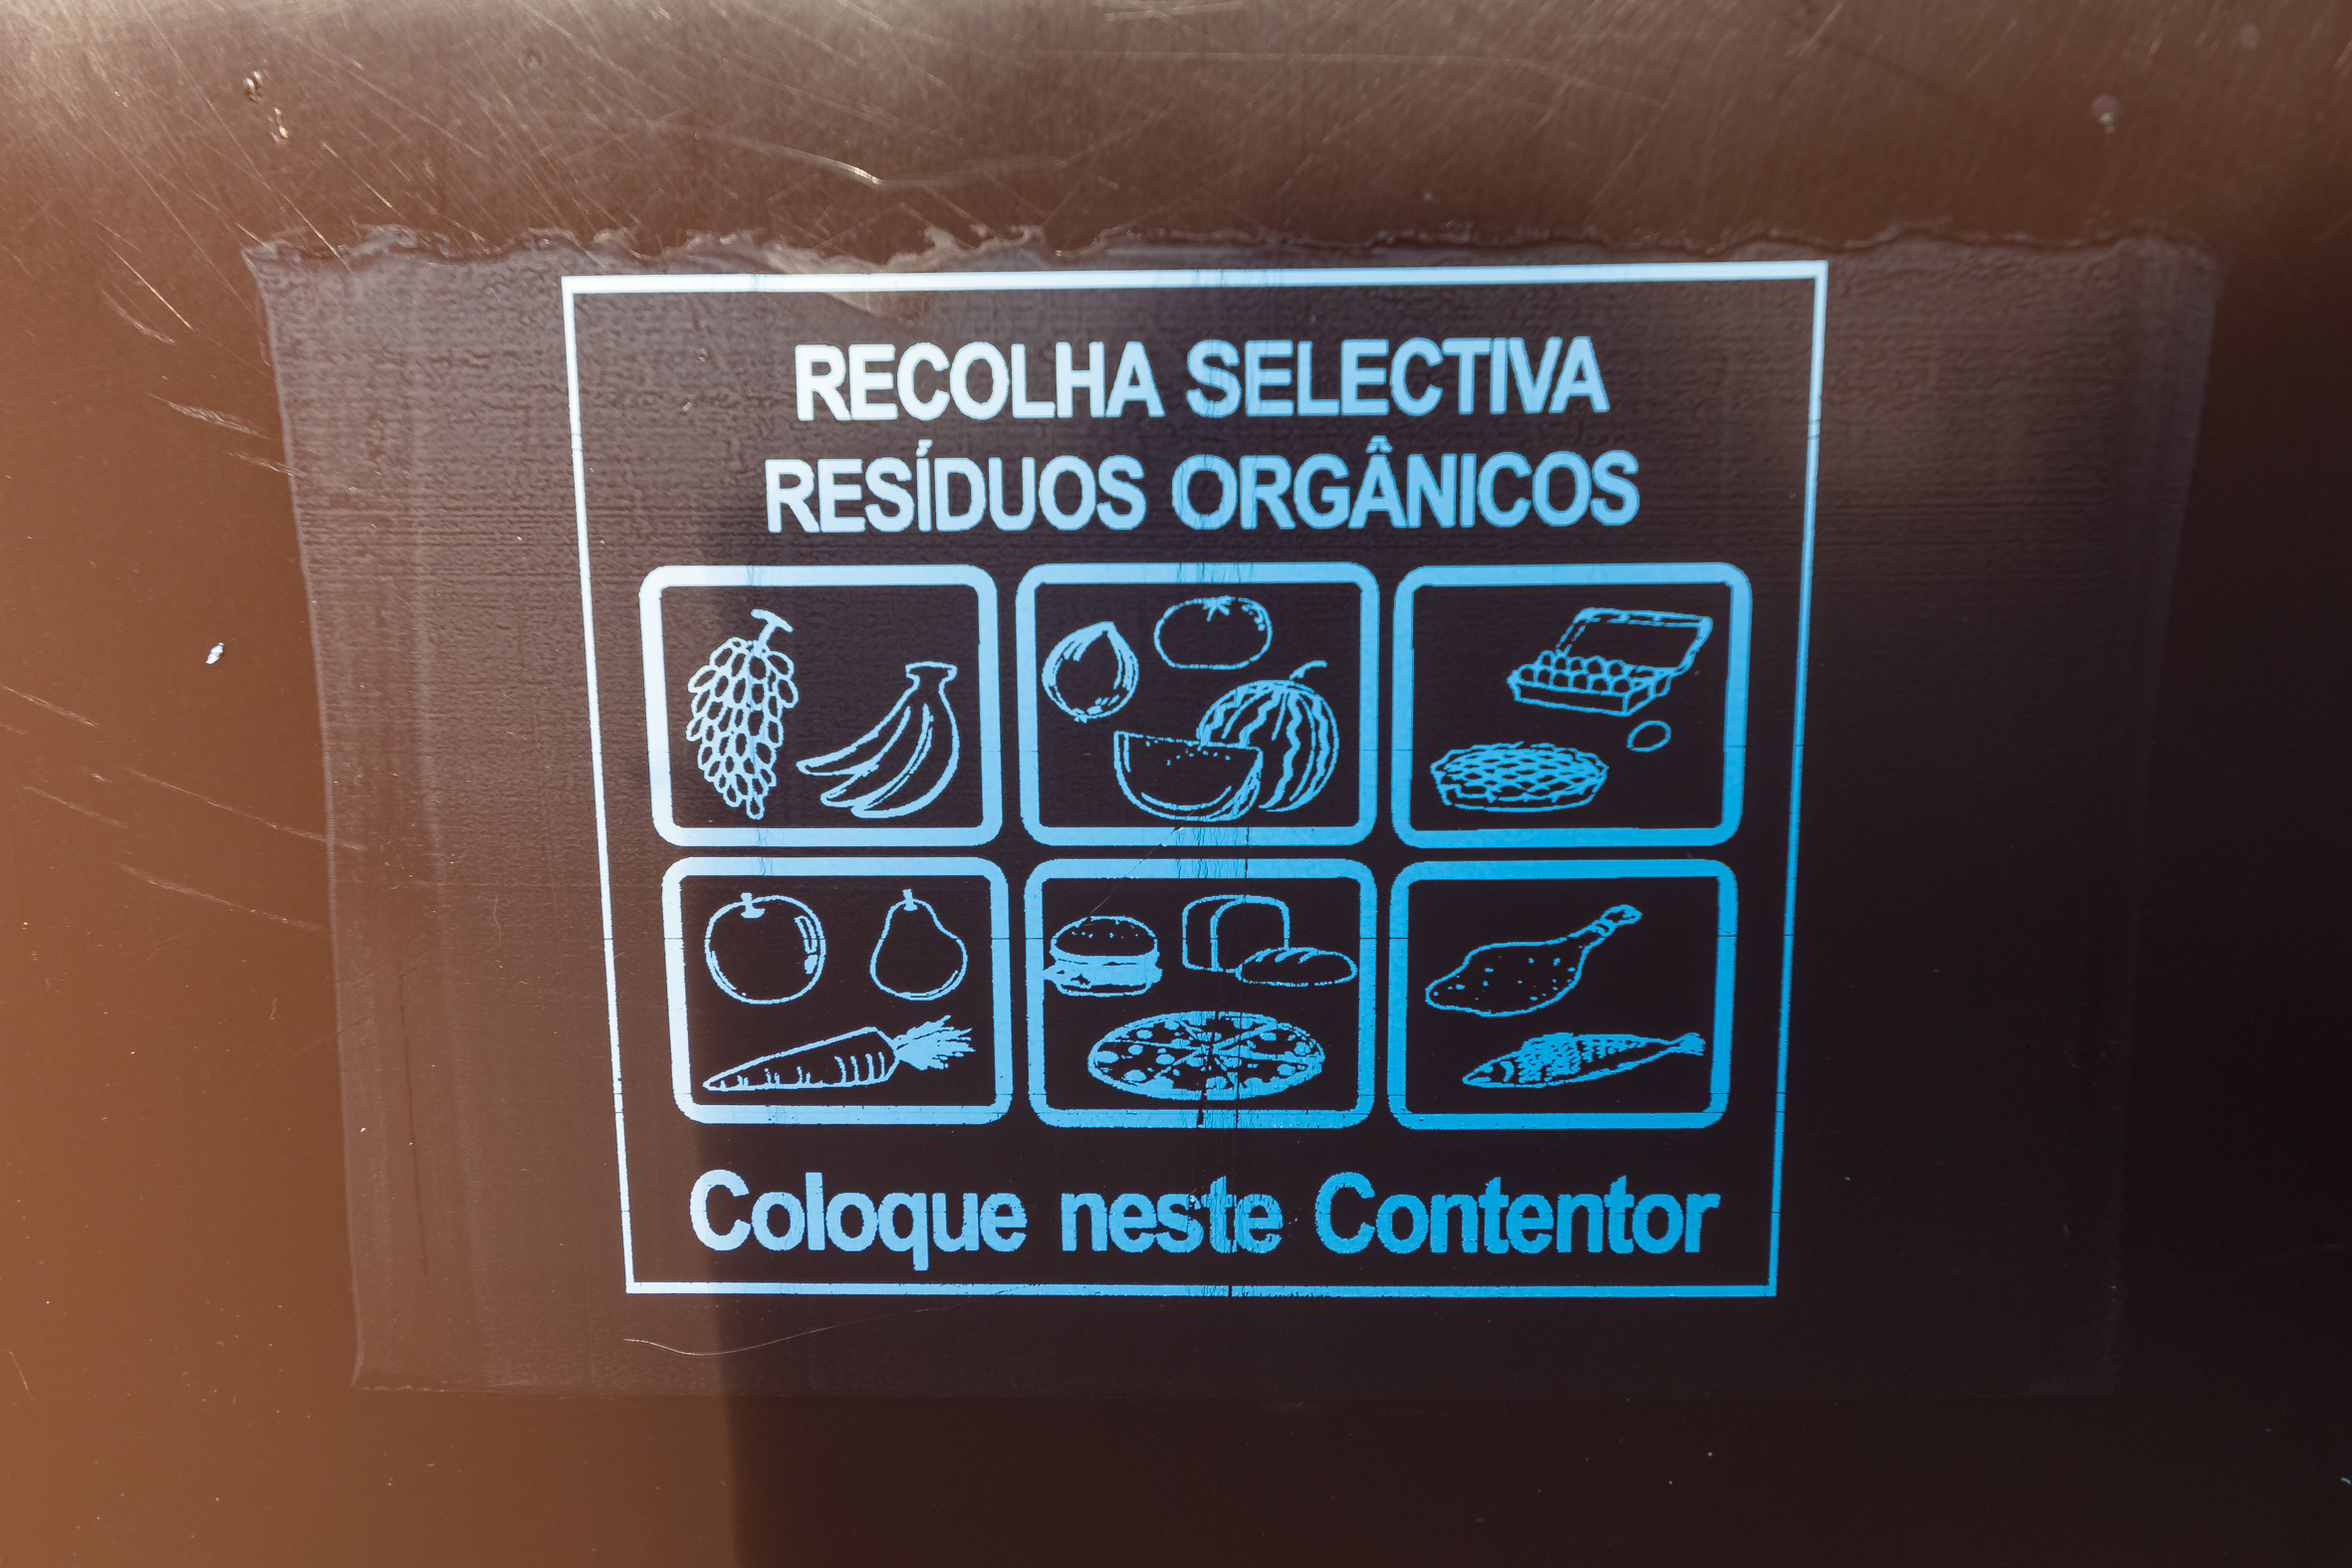 RECOLHA SELECTIVA
RESÍDUOS ORGÂNICOS
Coloque neste Contentor